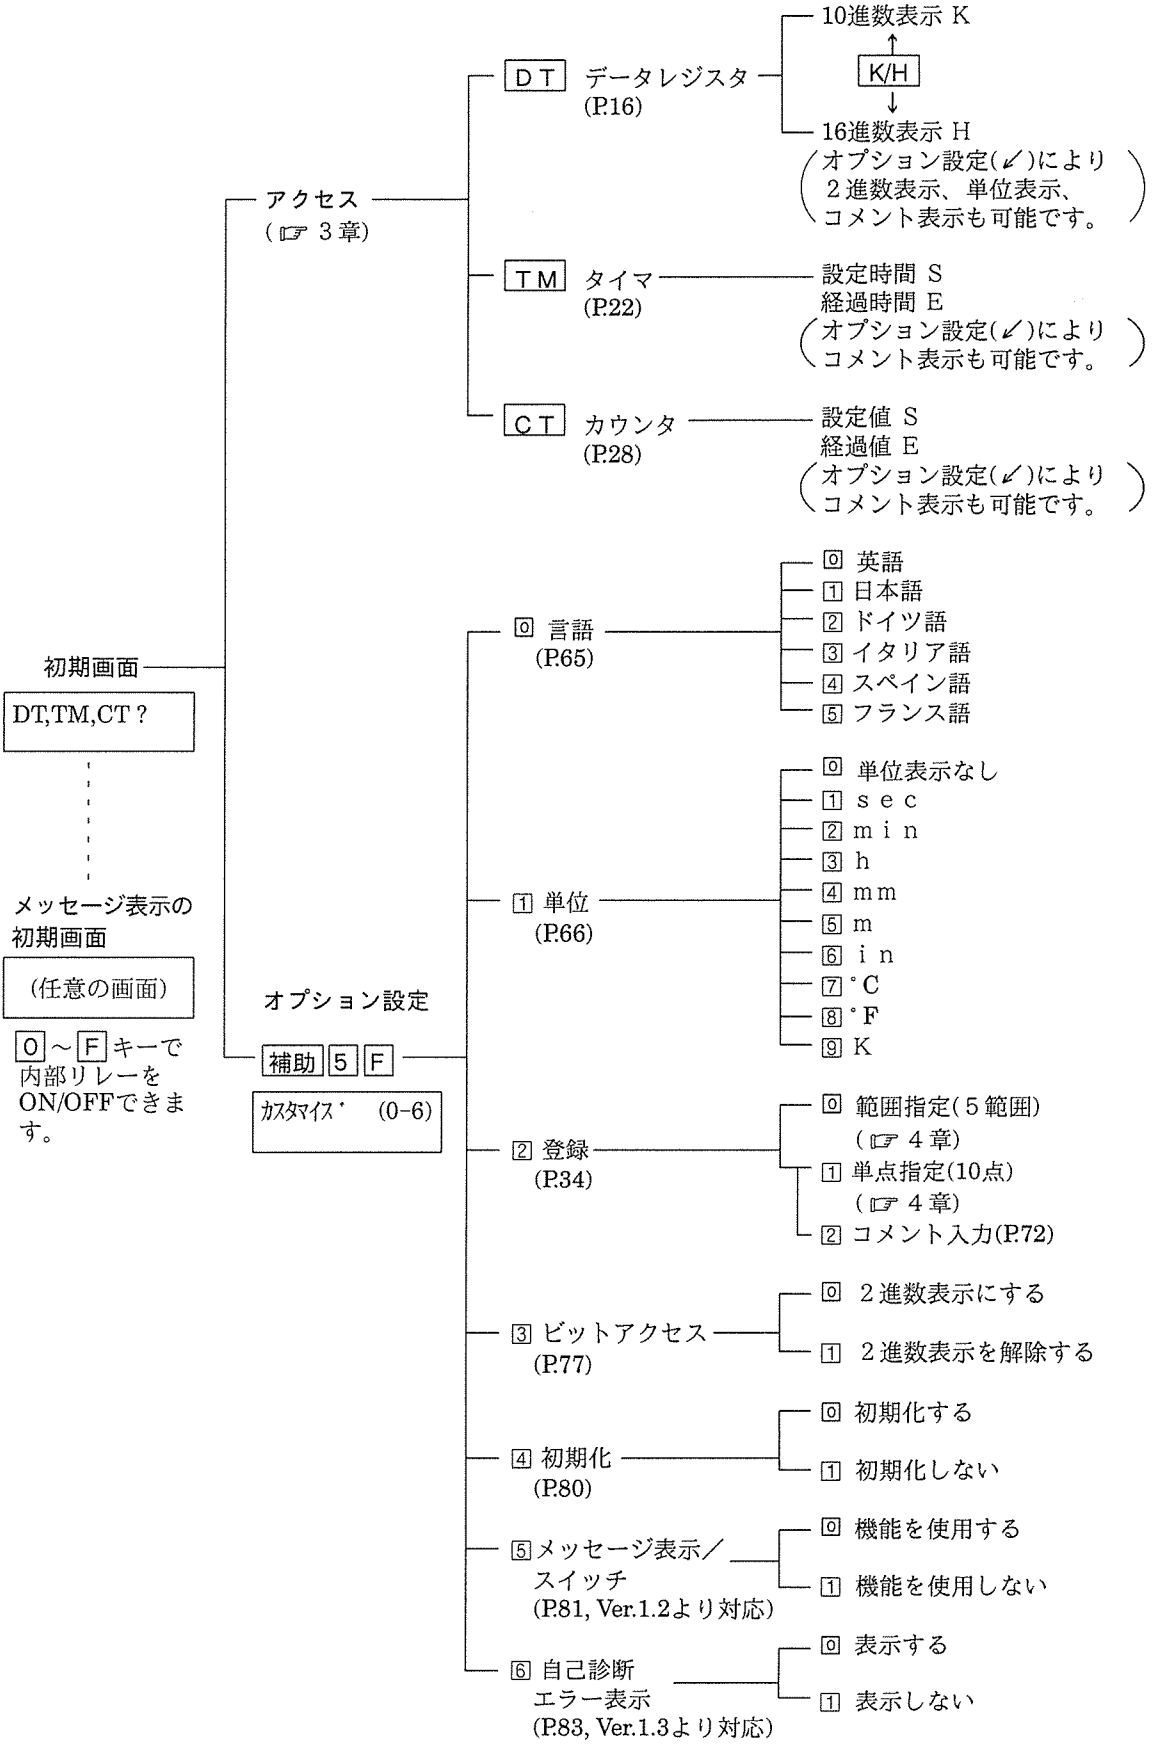 初期画面
DT,TM,CT ?
メッセージ表示の
初期画面
(任意の画面)
0 ～ F キーで
内部リレーを
ON/OFFできま
す。
アクセス
(☞ 3章)
DT データレジスタ
(P.16)
10進数表示 K
K/H
16進数表示 H
(オプション設定(↙)により
2進数表示、単位表示、
コメント表示も可能です。)
TM タイマ
(P.22)
設定時間 S
経過時間 E
(オプション設定(↙)により
コメント表示も可能です。)
CT カウンタ
(P.28)
設定値 S
経過値 E
(オプション設定(↙)により
コメント表示も可能です。)
オプション設定
補助 5 F
ｶｽﾀﾏｲｽﾞ (0-6)
0 言語
(P.65)
0 英語
1 日本語
2 ドイツ語
3 イタリア語
4 スペイン語
5 フランス語
1 単位
(P.66)
0 単位表示なし
1 sec
2 min
3 h
4 mm
5 m
6 in
7 °C
8 °F
9 K
2 登録
(P.34)
0 範囲指定(5範囲)
(☞ 4章)
1 単点指定(10点)
(☞ 4章)
2 コメント入力(P.72)
3 ビットアクセス
(P.77)
0 2進数表示にする
1 2進数表示を解除する
4 初期化
(P.80)
0 初期化する
1 初期化しない
5 メッセージ表示／
スイッチ
(P.81, Ver.1.2より対応)
0 機能を使用する
1 機能を使用しない
6 自己診断
エラー表示
(P.83, Ver.1.3より対応)
0 表示する
1 表示しない